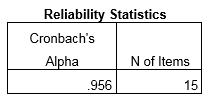 Reliability Statistics
Cronbach's
Alpha N of Items
.956 15